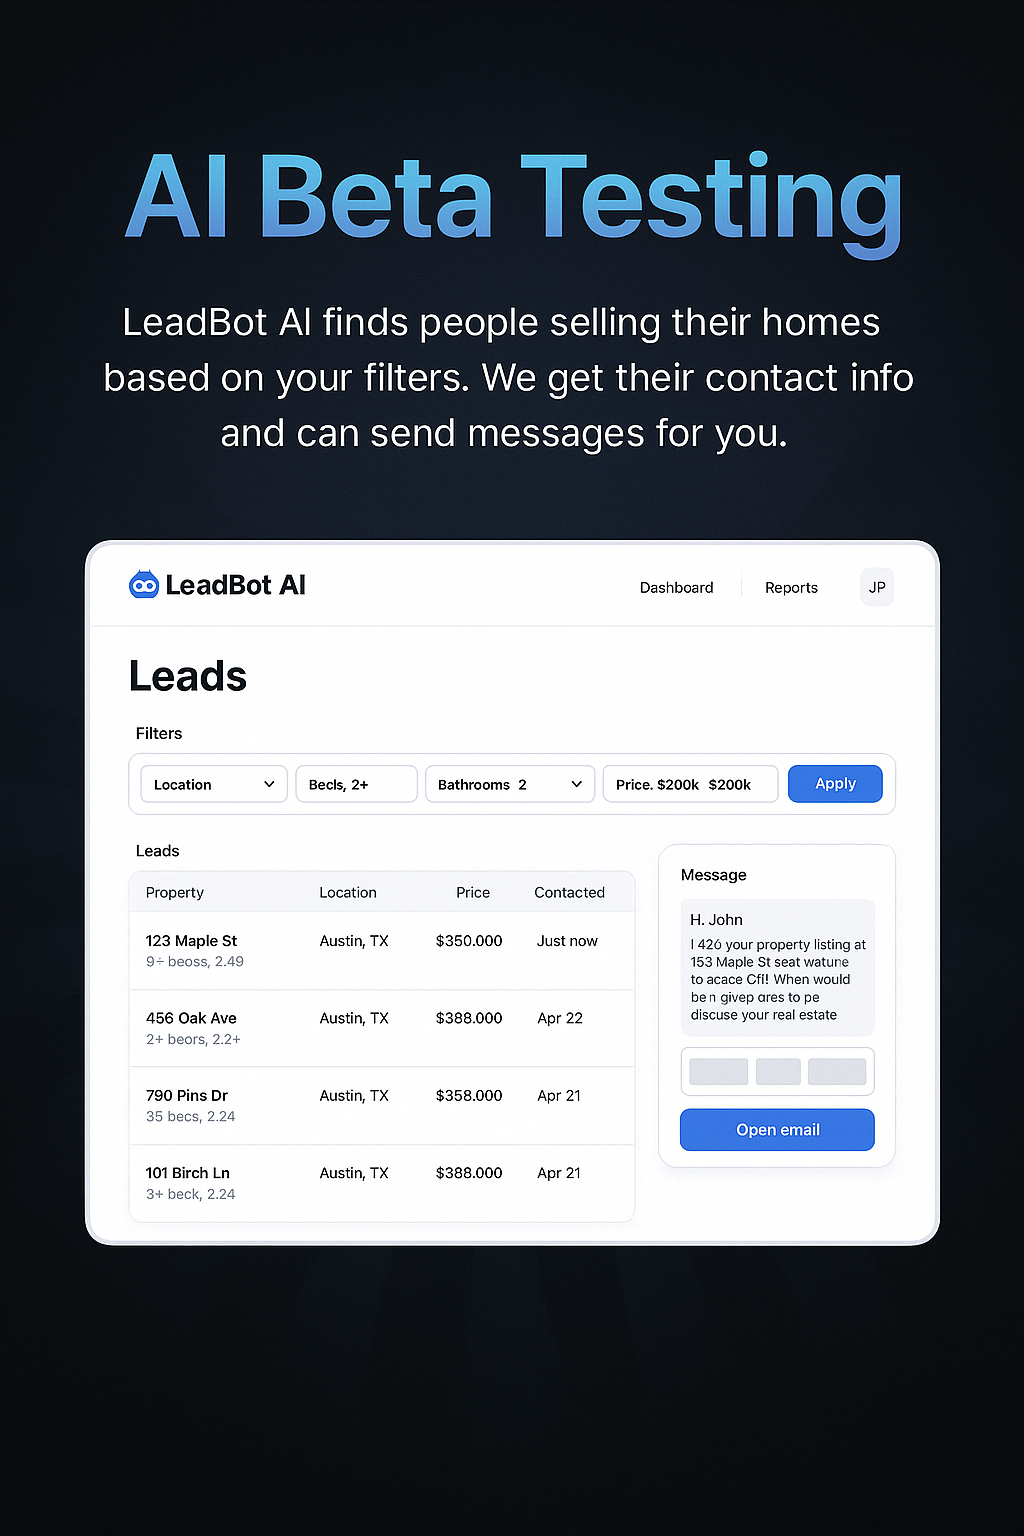 AI Beta Testing
LeadBot AI finds people selling their homes
based on your filters. We get their contact info
and can send messages for you.
LeadBot AI
Dashboard
Reports
JP
Leads
Filters
Location
Becls, 2+
Bathrooms 2
Price. $200k $200k
Apply
Leads
Property Location Price Contacted
123 Maple St Austin, TX $350.000 Just now
9÷ beoss, 2.49
456 Oak Ave Austin, TX $388.000 Apr 22
2+ beors, 2.2+
790 Pins Dr Austin, TX $358.000 Apr 21
35 becs, 2.24
101 Birch Ln Austin, TX $388.000 Apr 21
3+ beck, 2.24
Message
H. John
I 426 your property listing at
153 Maple St seat watune
to acace Cfi! When would
be n givep ares to pe
discuse your real estate
Open email